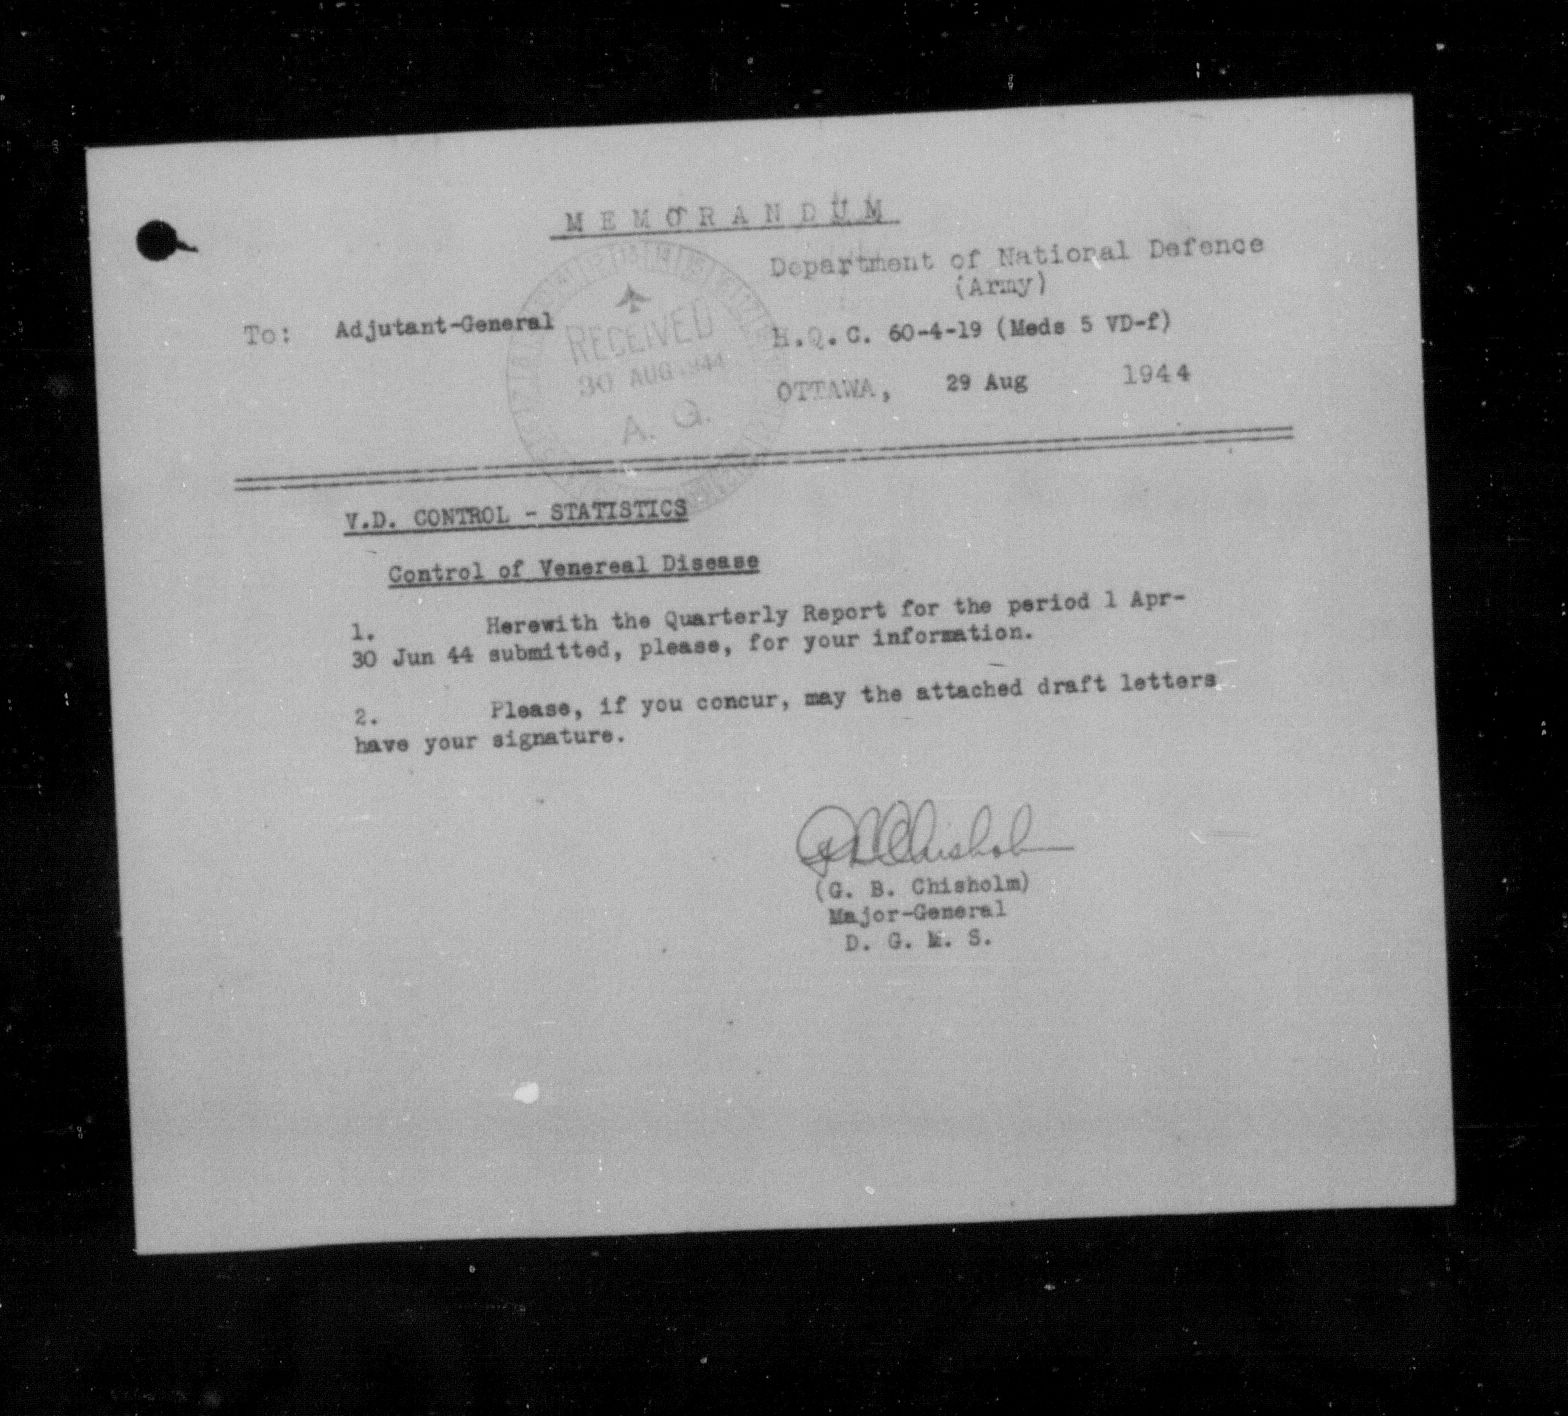 MEMORANDUM
Department of National Defence
(Army)
To: Adjutant-General
H.Q.C. 60-4-19 (Meds 5 VD-f)
OTTAWA, 29 Aug 1944
RECEIVED
30 AUG 1944
A. G.
V.D. CONTROL - STATISTICS
Control of Venereal Disease
1. Herewith the Quarterly Report for the period 1 Apr-
30 Jun 44 submitted, please, for your information.
2. Please, if you concur, may the attached draft letters
have your signature.
GBChisholm
(G. B. Chisholm)
Major-General
D. G. M. S.